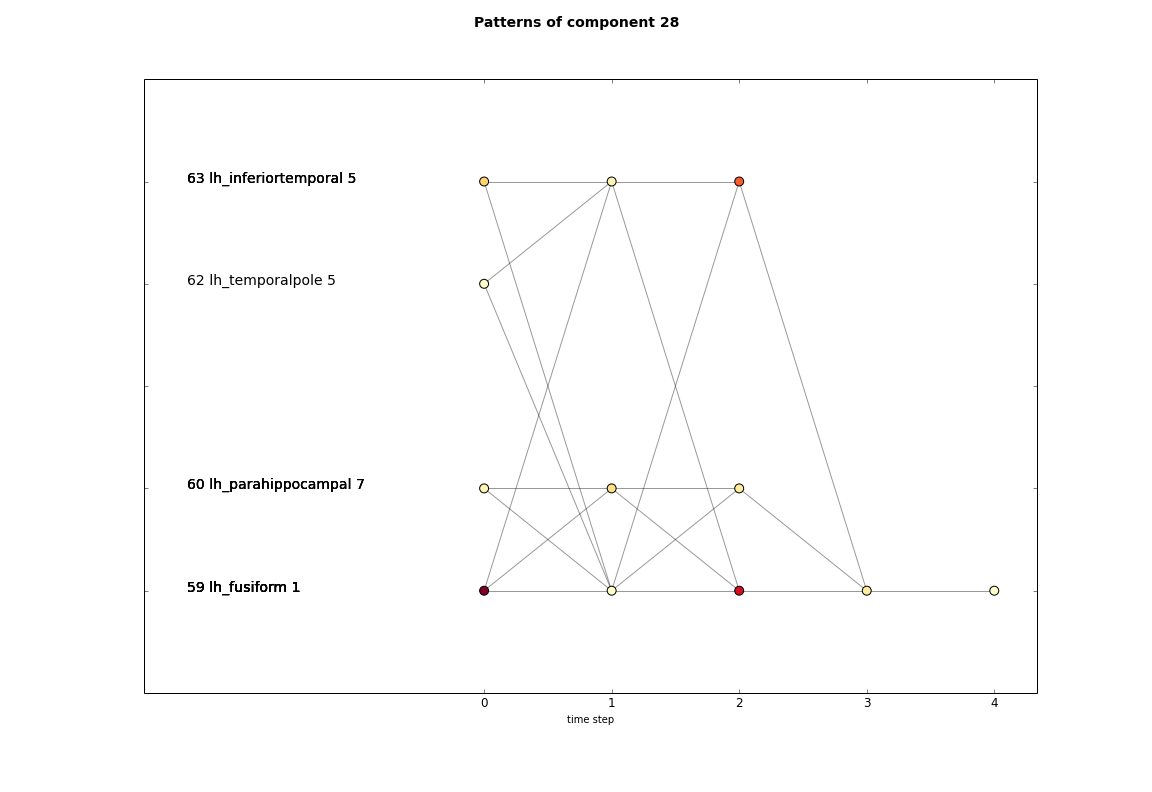 Patterns of component 28
63 lh_inferiortemporal 5
62 lh_temporalpole 5
60 lh_parahippocampal 7
59 lh_fusiform 1
0 1 2 3 4
time step